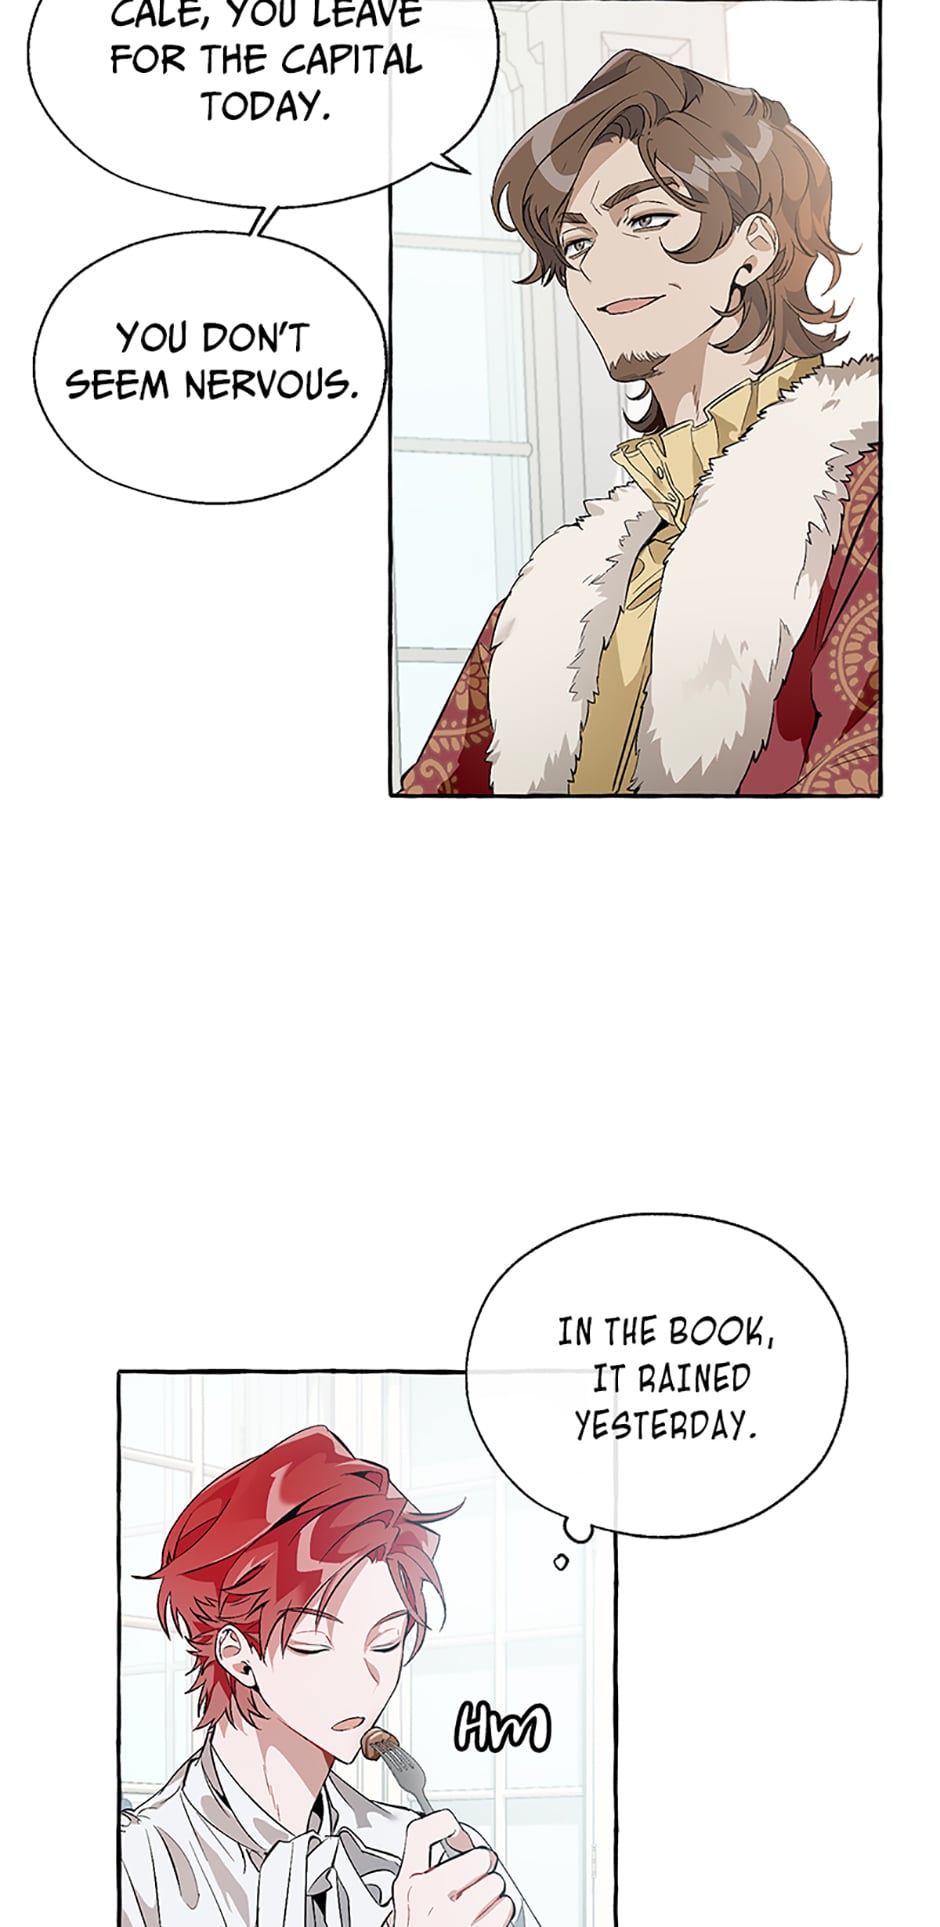 CALE, YOU LEAVE
FOR THE CAPITAL
TODAY.
YOU DON'T
SEEM NERVOUS.
IN THE BOOK,
IT RAINED
YESTERDAY.
HM